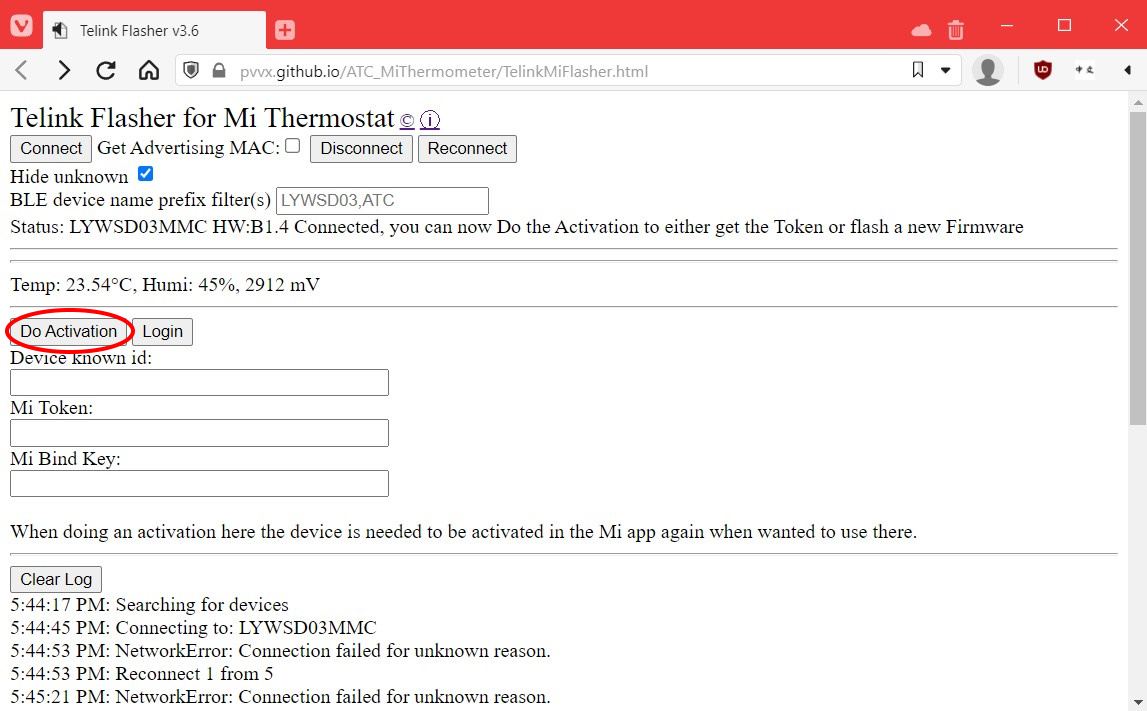 Telink Flasher v3.6
pvvx.github.io/ATC_MiThermometer/TelinkMiFlasher.html
Telink Flasher for Mi Thermostat © ⓘ
Connect Get Advertising MAC: Disconnect Reconnect
Hide unknown
BLE device name prefix filter(s) LYWSD03,ATC
Status: LYWSD03MMC HW:B1.4 Connected, you can now Do the Activation to either get the Token or flash a new Firmware
Temp: 23.54°C, Humi: 45%, 2912 mV
Do Activation Login
Device known id:
Mi Token:
Mi Bind Key:
When doing an activation here the device is needed to be activated in the Mi app again when wanted to use there.
Clear Log
5:44:17 PM: Searching for devices
5:44:45 PM: Connecting to: LYWSD03MMC
5:44:53 PM: NetworkError: Connection failed for unknown reason.
5:44:53 PM: Reconnect 1 from 5
5:45:21 PM: NetworkError: Connection failed for unknown reason.